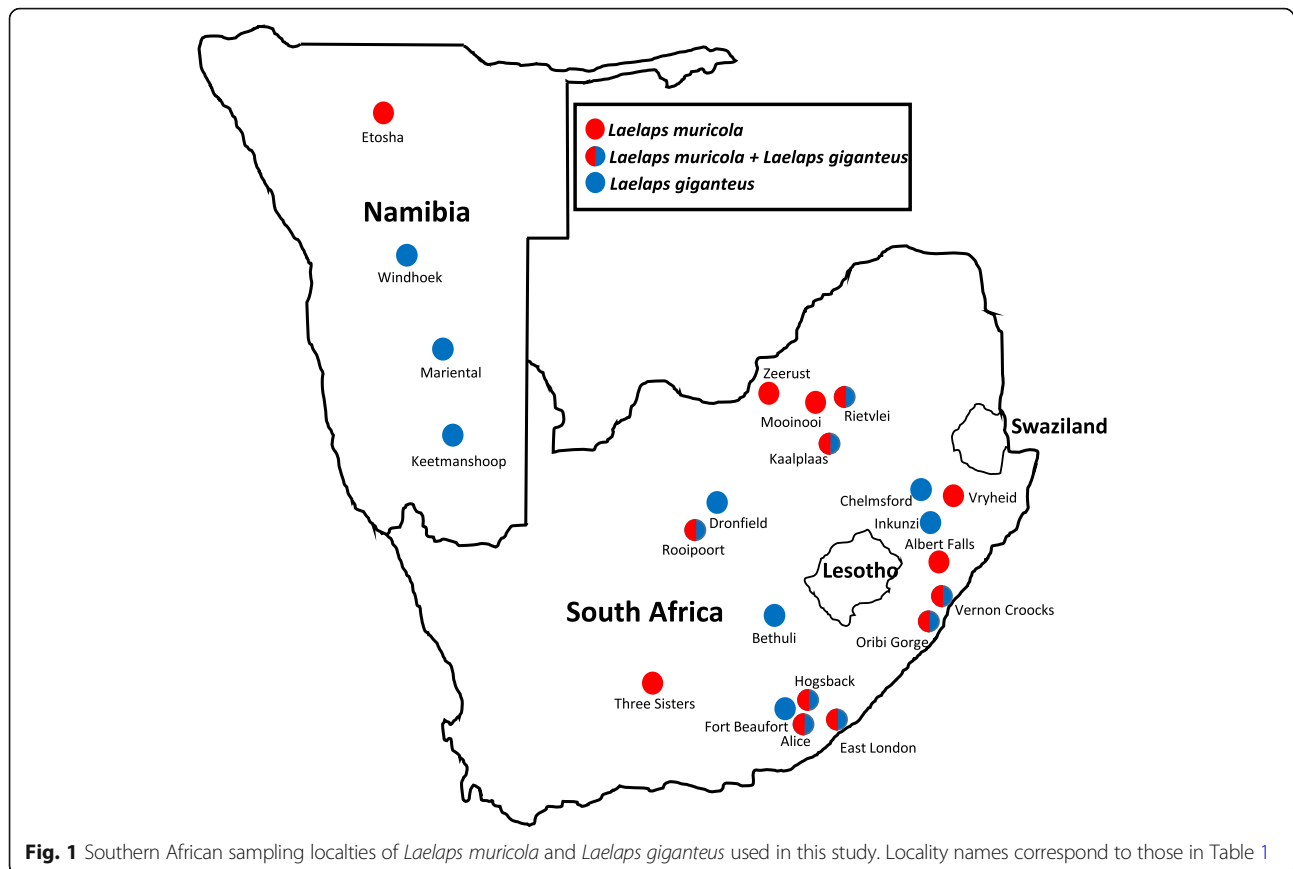 Etosha
Laelaps muricola
Laelaps muricola + Laelaps giganteus
Laelaps giganteus
Namibia
Windhoek
Mariental
Keetmanshoop
Zeerust
Mooinooi
Rietvlei
Kaalplaas
Swaziland
Chelmsford
Vryheid
Inkunzi
Albert Falls
Dronfield
Rooipoort
Lesotho
South Africa
Vernon Croocks
Bethuli
Oribi Gorge
Hogsback
Three Sisters
Fort Beaufort
Alice
East London
Fig. 1 Southern African sampling localties of Laelaps muricola and Laelaps giganteus used in this study. Locality names correspond to those in Table 1